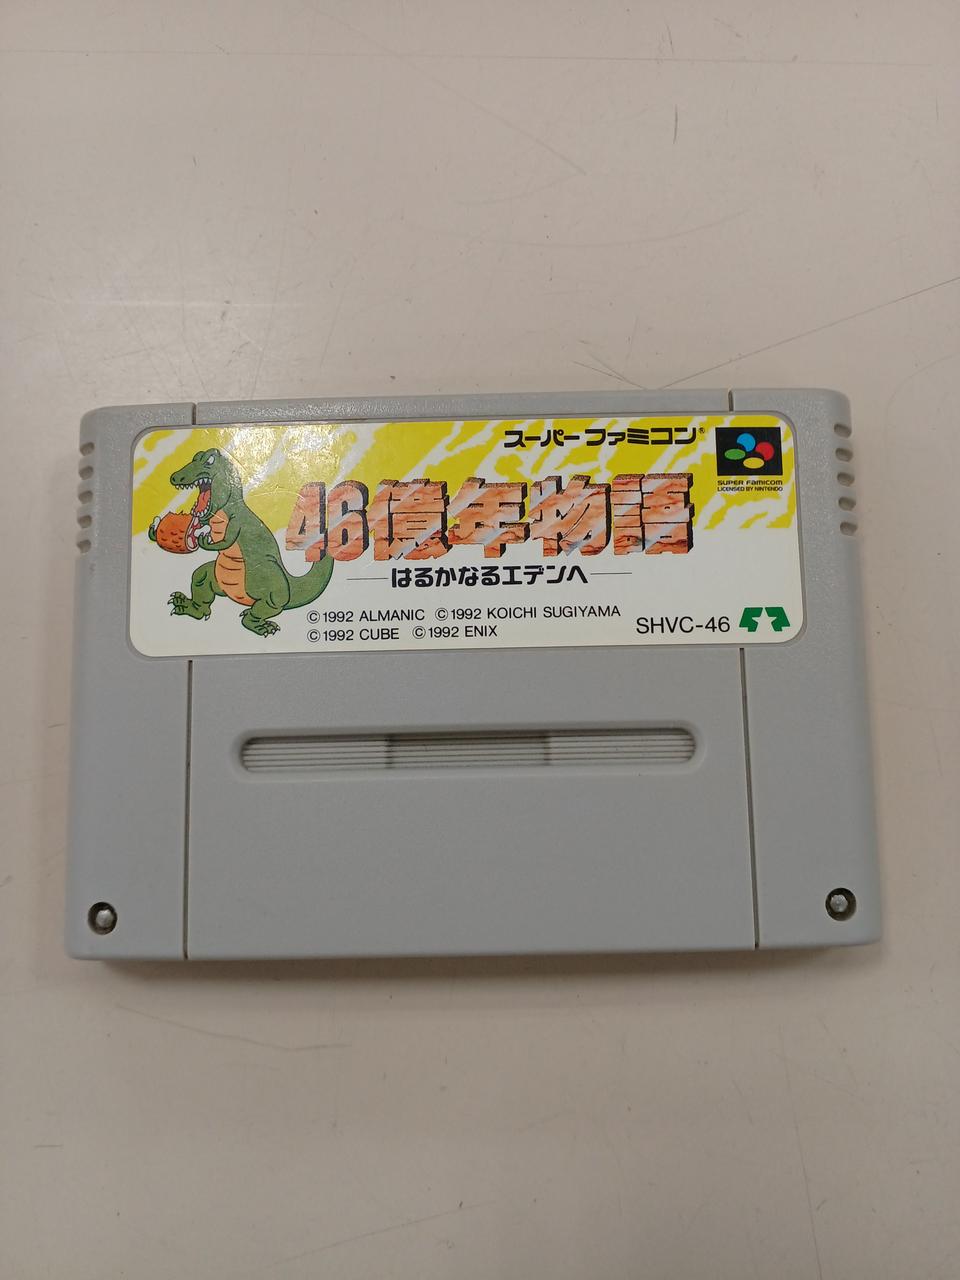 スーパーファミコン®
SUPER FAMICOM
LICENSED BY NINTENDO
46億年物語
はるかなるエデンへ
©1992 ALMANIC ©1992 KOICHI SUGIYAMA
©1992 CUBE ©1992 ENIX
SHVC-46